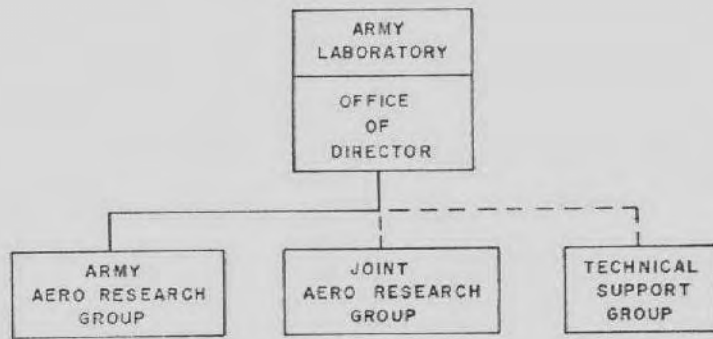 ARMY
LABORATORY
OFFICE
OF
DIRECTOR
ARMY
AERO RESEARCH
GROUP
JOINT
AERO RESEARCH
GROUP
TECHNICAL
SUPPORT
GROUP